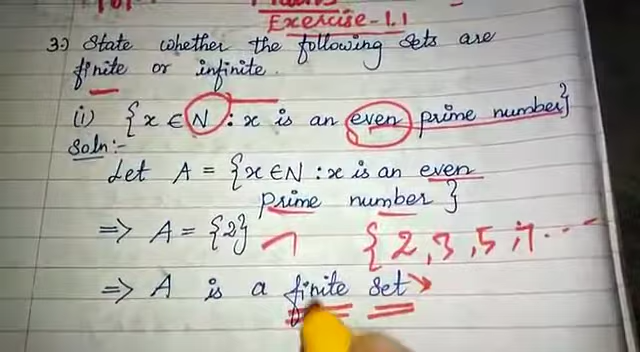 Exercise-1.1
3.) State whether the following sets are
finite or infinite.
(i) {x ∈ N : x is an even prime number}
Soln:-
Let A = {x ∈ N : x is an even
prime number}
⇒ A = {2}
{2, 3, 5, 7 ...
⇒ A is a finite set